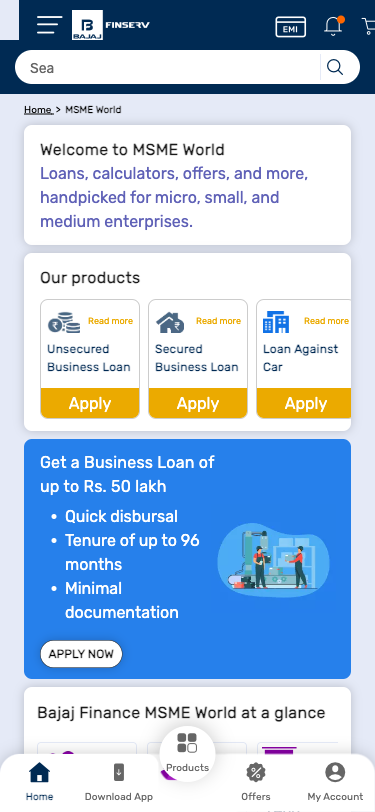 BAJAJ FINSERV EMI
Sea
Home > MSME World
Welcome to MSME World
Loans, calculators, offers, and more,
handpicked for micro, small, and
medium enterprises.
Our products
Read more
Unsecured
Business Loan
Apply
Read more
Secured
Business Loan
Apply
Read more
Loan Against
Car
Apply
Get a Business Loan of
up to Rs. 50 lakh
• Quick disbursal
• Tenure of up to 96
months
• Minimal
documentation
APPLY NOW
Bajaj Finance MSME World at a glance
Home
Download App
Products
Offers
My Account